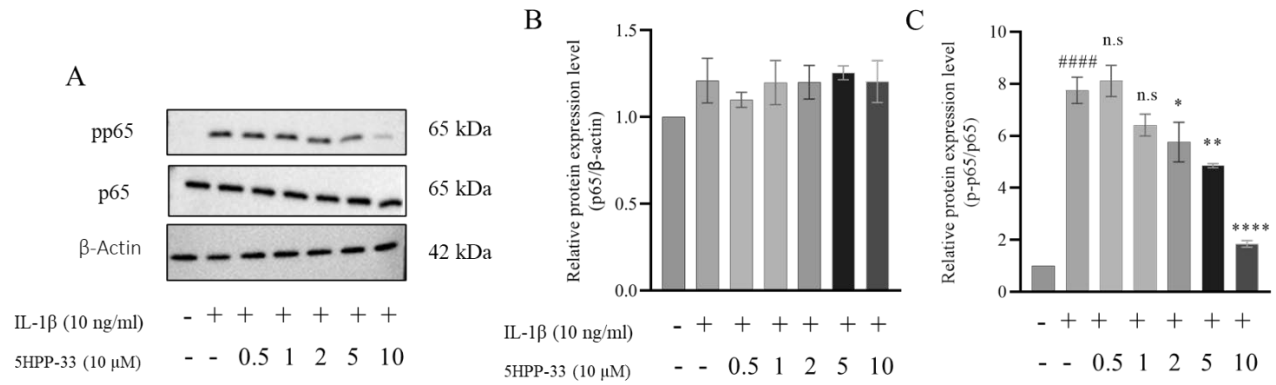 A
pp65 65 kDa
p65 65 kDa
β-Actin 42 kDa
IL-1β (10 ng/ml) - + + + + + +
5HPP-33 (10 μM) - - 0.5 1 2 5 10
B
Relative protein expression level
(p65/β-actin)
1.5
1.0
0.5
0.0
IL-1β (10 ng/ml) - + + + + + +
5HPP-33 (10 μM) - - 0.5 1 2 5 10
C
Relative protein expression level
(p-p65/p65)
10
8
6
4
2
0
#### n.s n.s * ** ****
- + + + + + +
- - 0.5 1 2 5 10